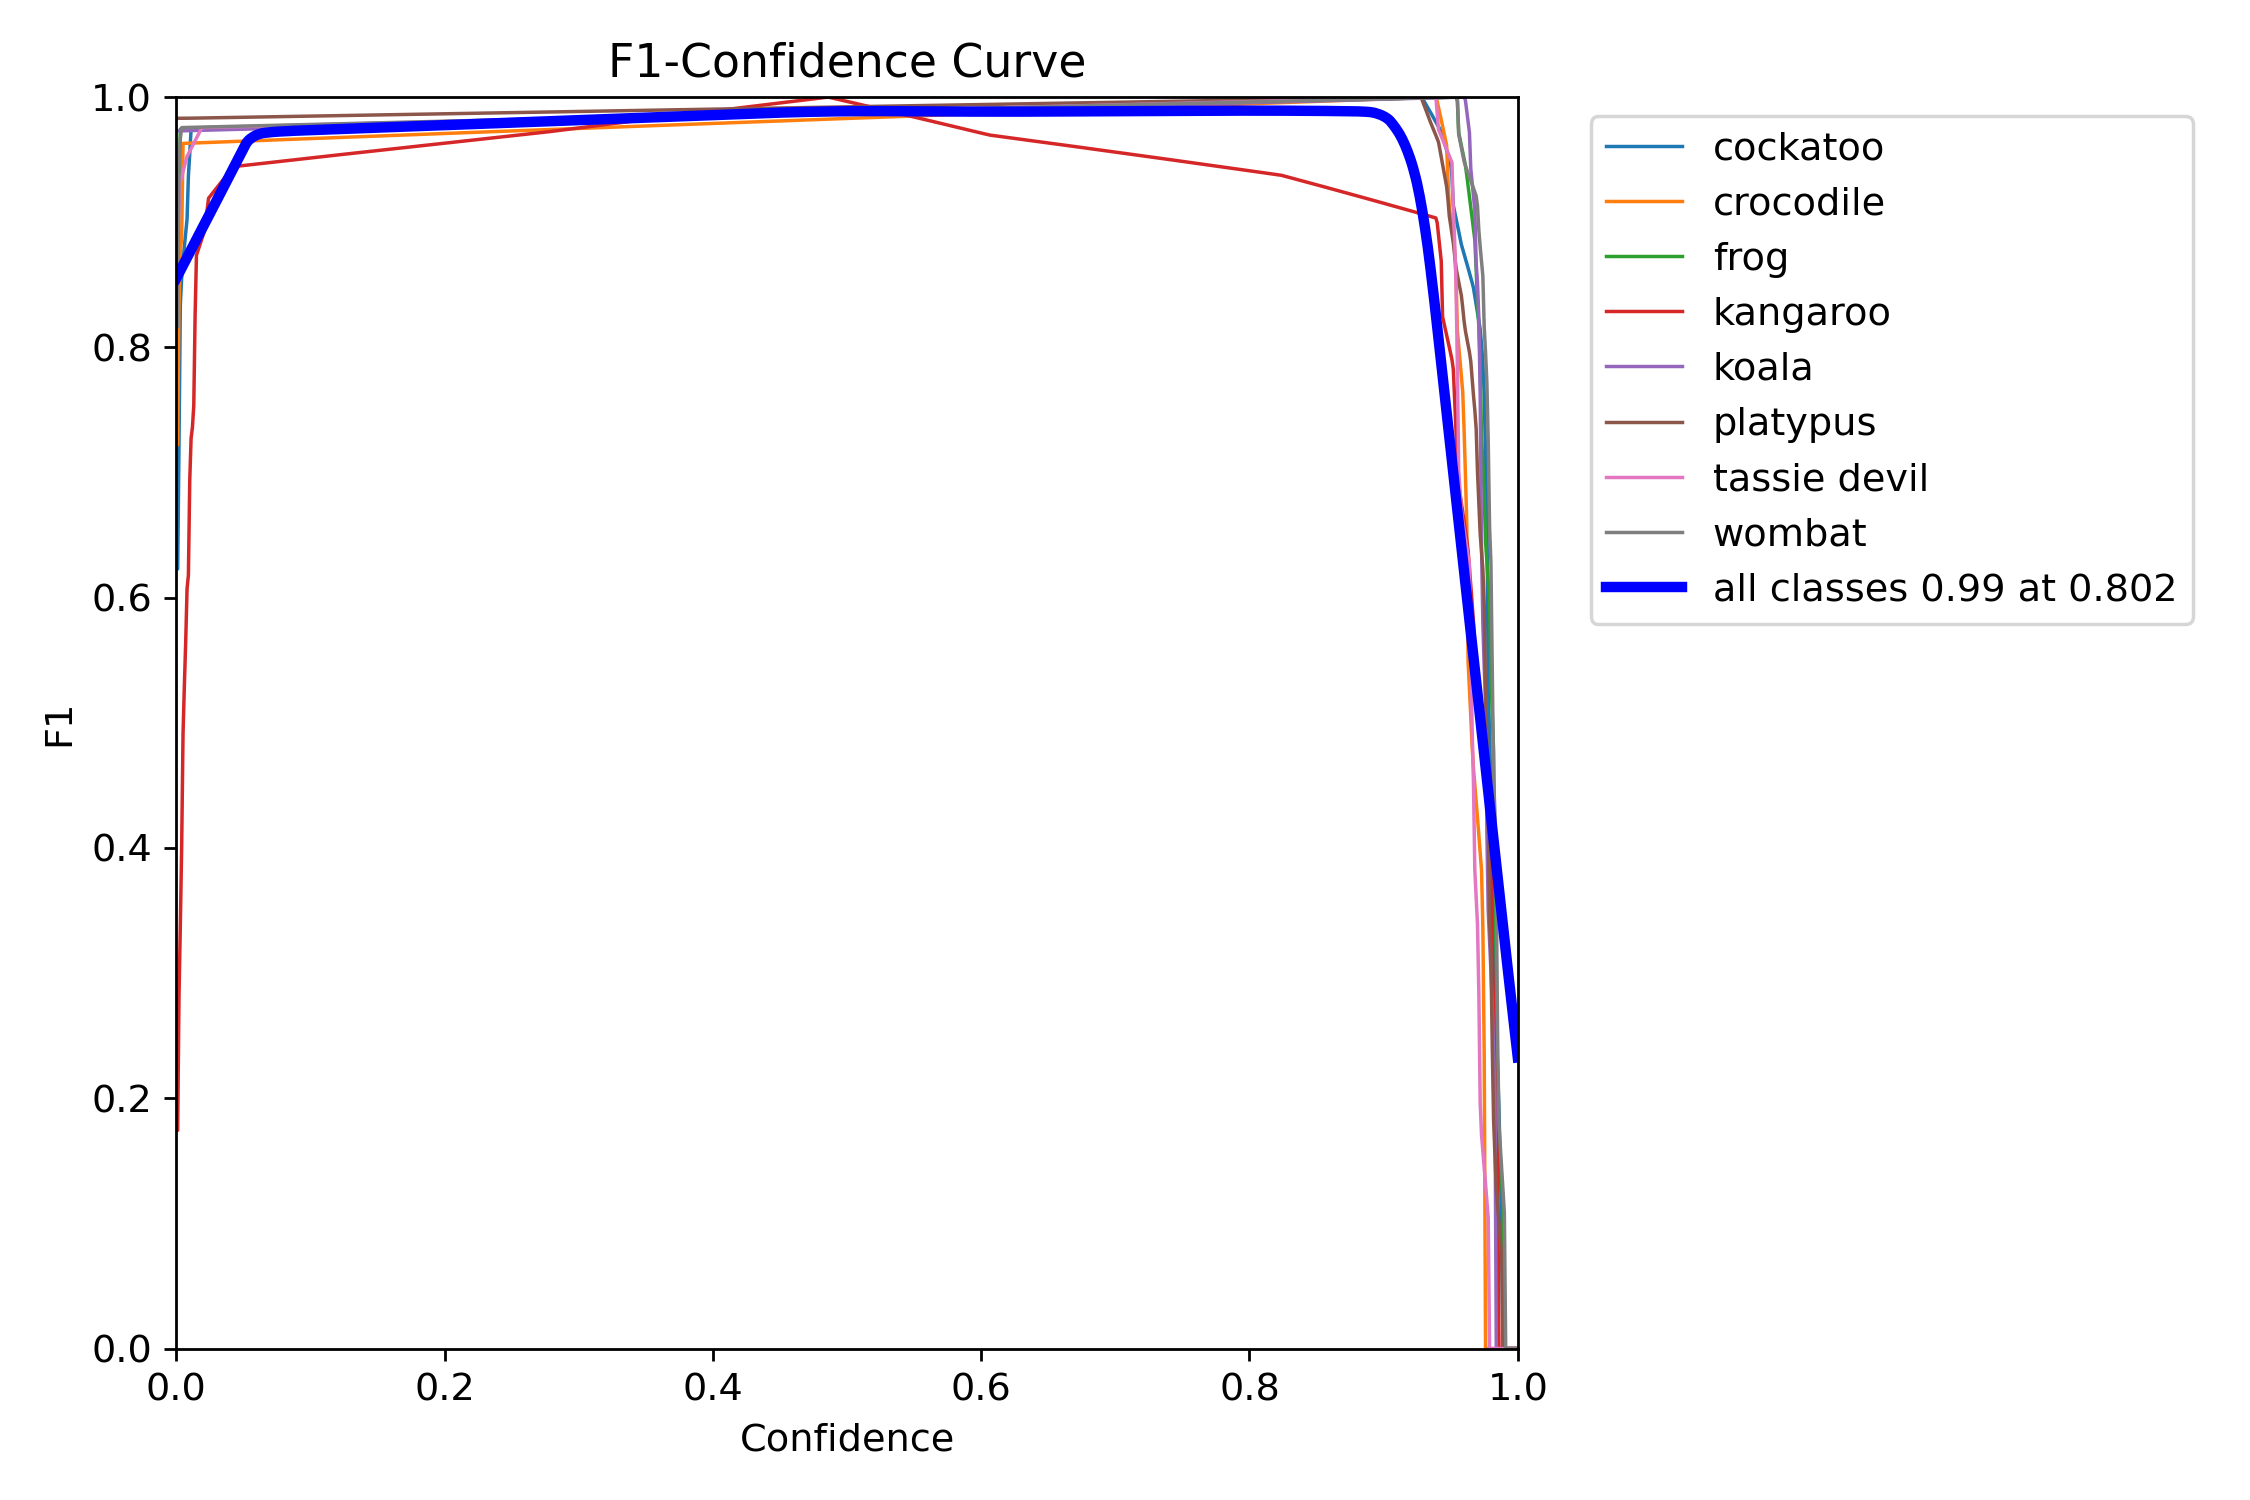 F1-Confidence Curve
1.0
0.8
0.6
0.4
0.2
0.0
F1
0.0 0.2 0.4 0.6 0.8 1.0
Confidence
cockatoo
crocodile
frog
kangaroo
koala
platypus
tassie devil
wombat
all classes 0.99 at 0.802